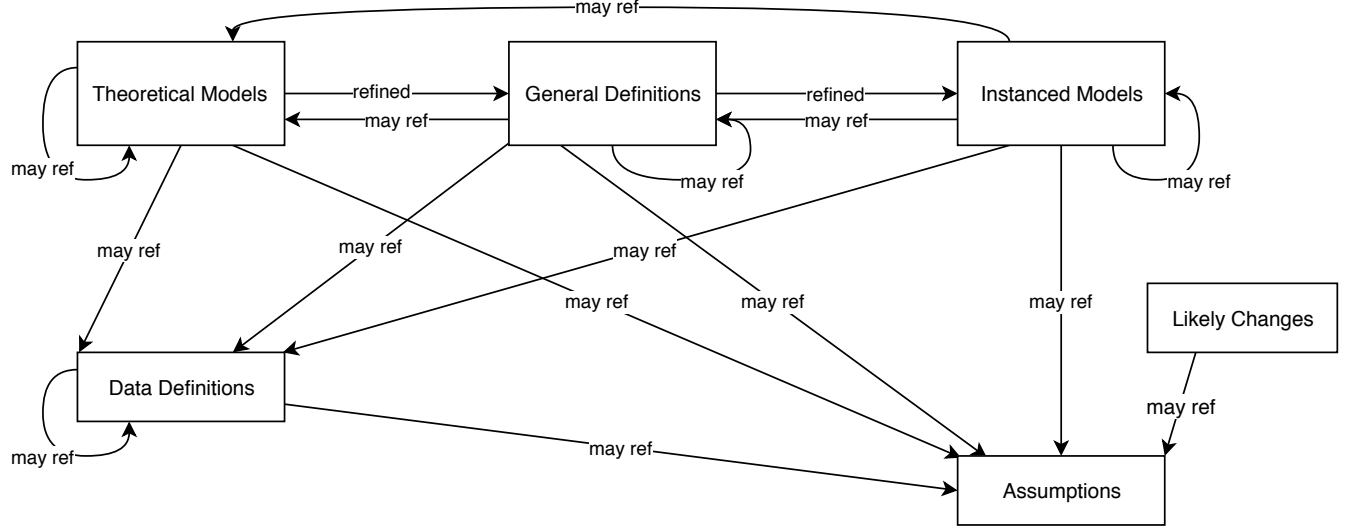 may ref
Theoretical Models
refined
General Definitions
refined
Instanced Models
may ref
may ref
may ref
may ref
may ref
may ref
may ref
may ref
may ref
may ref
may ref
Likely Changes
Data Definitions
may ref
may ref
may ref
Assumptions